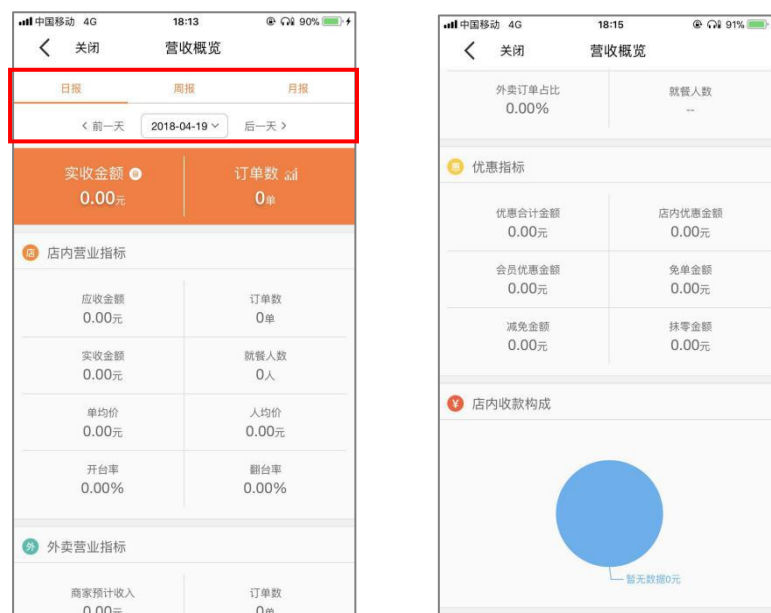 中国移动 4G 18:13 90%
关闭 营收概览
日报 周报 月报
前一天 2018-04-19 后一天
实收金额 订单数
0.00元 0单
店 店内营业指标
应收金额 订单数
0.00元 0单
实收金额 就餐人数
0.00元 0人
单均价 人均价
0.00元 0.00元
开台率 翻台率
0.00% 0.00%
外 外卖营业指标
商家预计收入 订单数
0.00元 0单
中国移动 4G 18:15 91%
关闭 营收概览
外卖订单占比 就餐人数
0.00% --
惠 优惠指标
优惠合计金额 店内优惠金额
0.00元 0.00元
会员优惠金额 免单金额
0.00元 0.00元
减免金额 抹零金额
0.00元 0.00元
¥ 店内收款构成
暂无数据0元